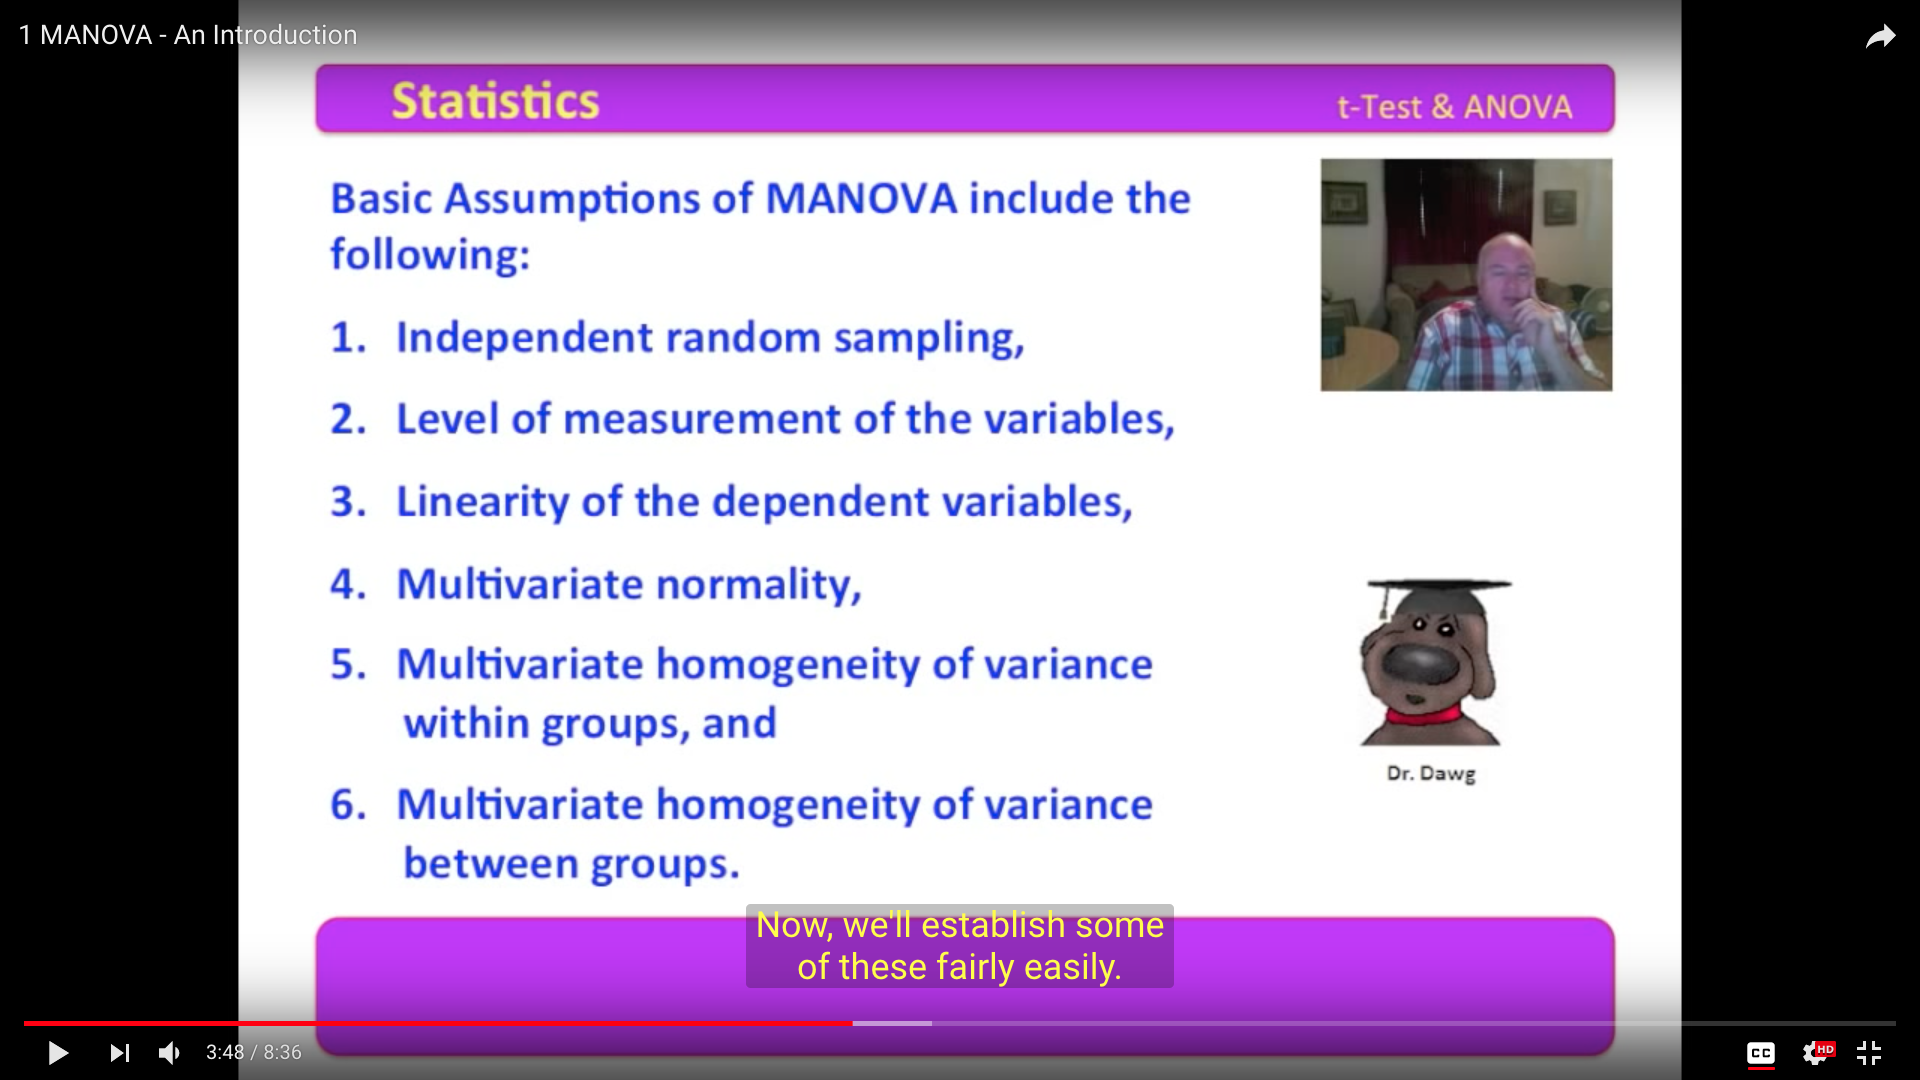 1 MANOVA - An Introduction
Statistics
t-Test & ANOVA
Basic Assumptions of MANOVA include the
following:
1. Independent random sampling,
2. Level of measurement of the variables,
3. Linearity of the dependent variables,
4. Multivariate normality,
5. Multivariate homogeneity of variance
within groups, and
6. Multivariate homogeneity of variance
between groups.
Dr. Dawg
Now, we'll establish some
of these fairly easily.
3:48 / 8:36
CC
HD